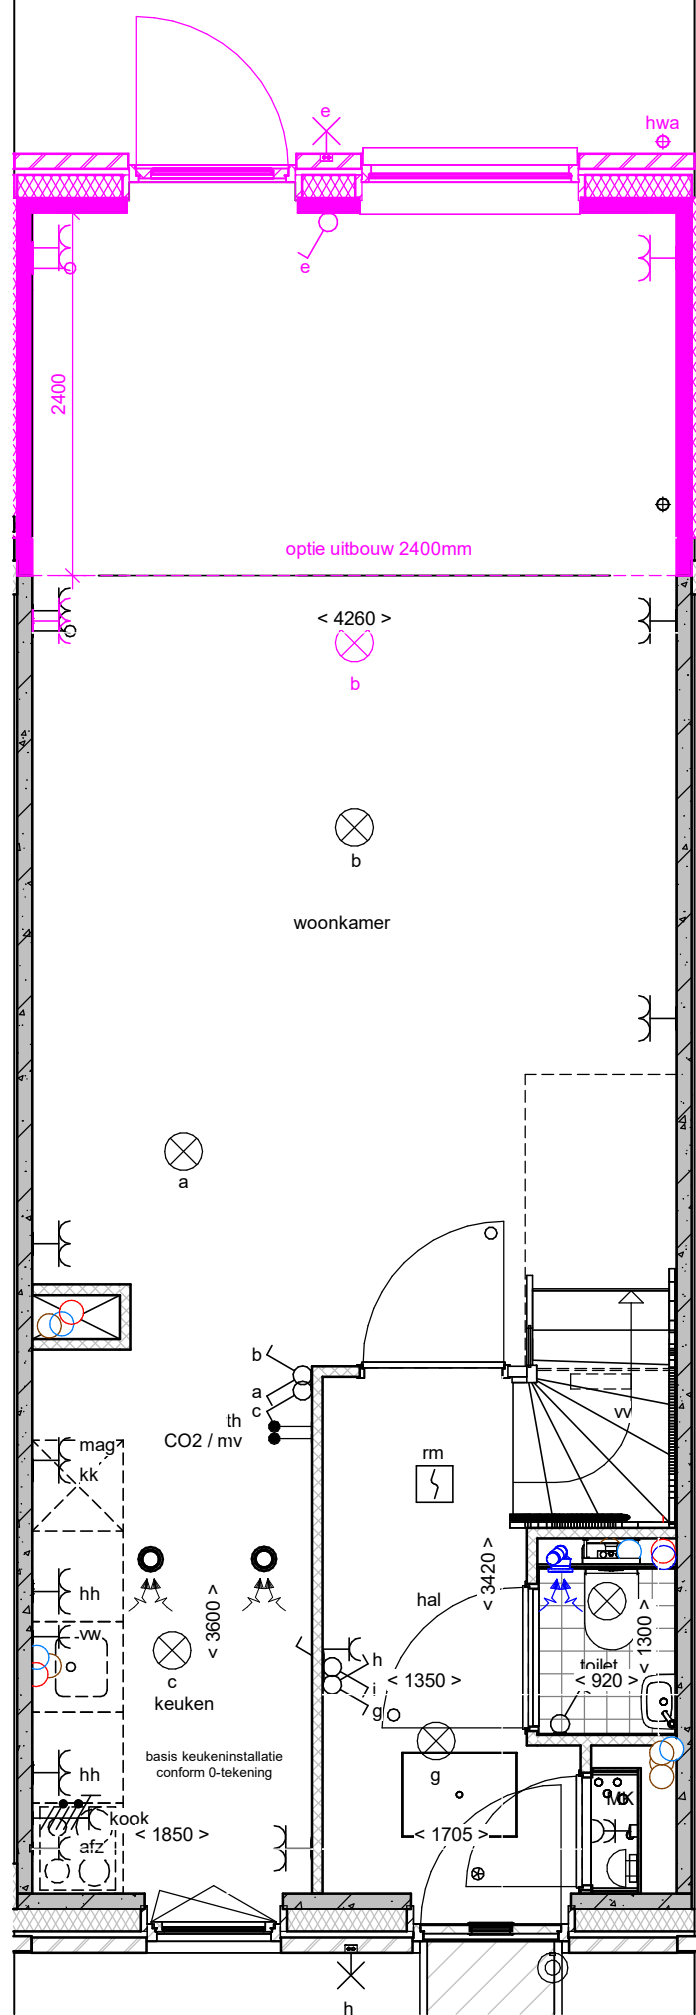 e
hwa
e
2400
optie uitbouw 2400mm
< 4260 >
b
b
woonkamer
a
b
a
c
th
CO2 / mv
vv
mag
kk
rm
hh
vw
< 3600 >
c
keuken
hal
< 3420 >
h
i
g
< 1350 >
toilet
< 920 >
< 1300 >
basis keukeninstallatie
conform 0-tekening
g
hh
kook
afz
< 1850 >
< 1705 >
MK
h